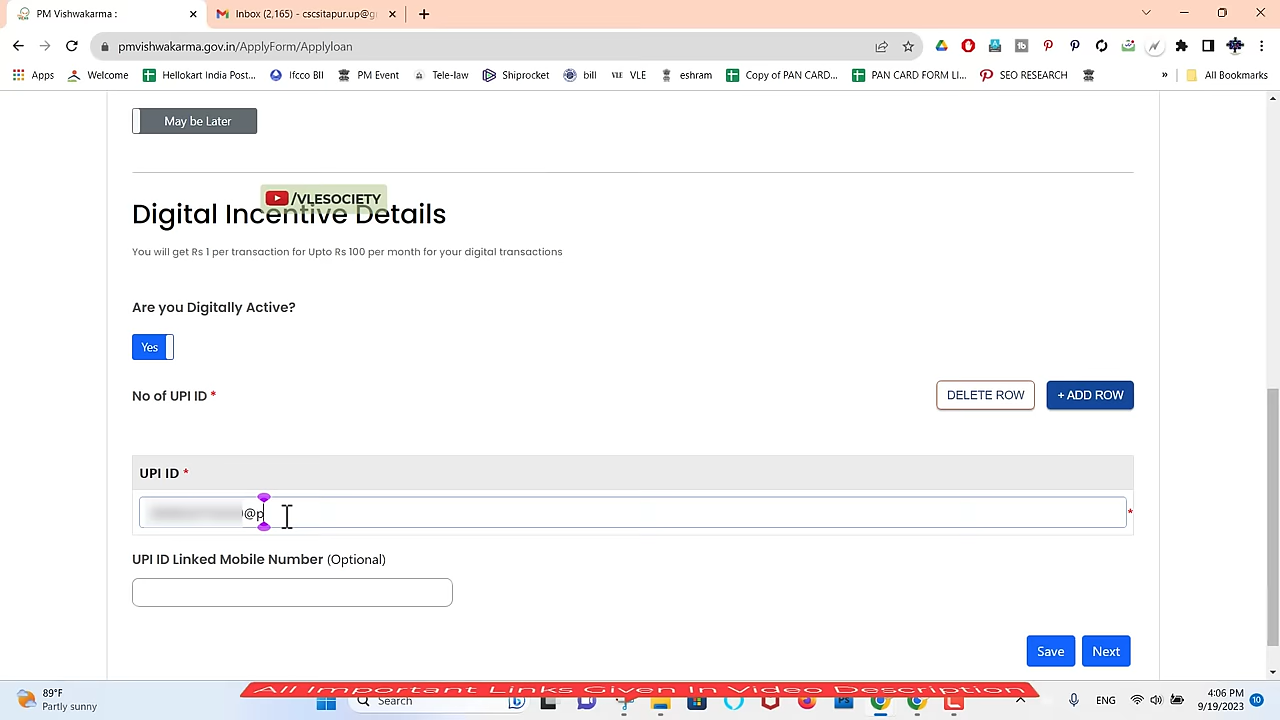 PM Vishwakarma :
Inbox (2,165) - cscsitapur.up@g
pmvishwakarma.gov.in/ApplyForm/Applyloan
Apps Welcome Hellokart India Post... Ifcco BIl PM Event Tele-law Shiprocket bill VLE VLE eshram Copy of PAN CARD... PAN CARD FORM LI... SEO RESEARCH » All Bookmarks
May be Later
/VLESOCIETY
Digital Incentive Details
You will get Rs 1 per transaction for Upto Rs 100 per month for your digital transactions
Are you Digitally Active?
Yes
No of UPI ID *
DELETE ROW
+ ADD ROW
UPI ID *
@p
*
UPI ID Linked Mobile Number (Optional)
Save
Next
All Important Links Given In Video Description
89°F
Partly sunny
Search
ENG
4:06 PM
9/19/2023
10